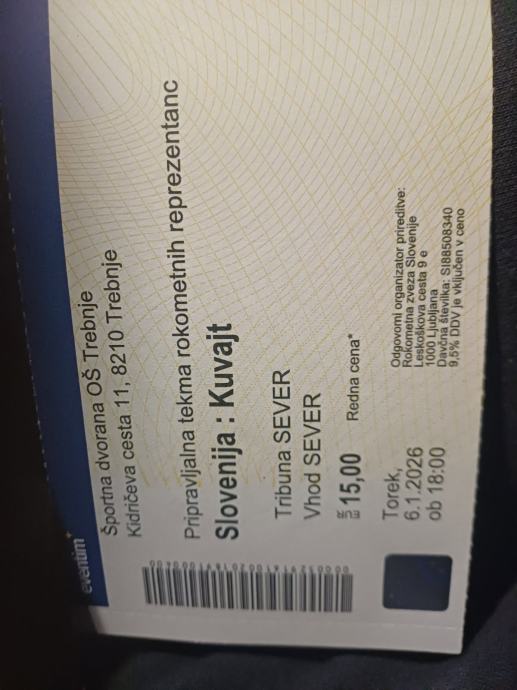 eventim
Športna dvorana OŠ Trebnje
Kidričeva cesta 11, 8210 Trebnje
Pripravljalna tekma rokometnih reprezentanc
Slovenija : Kuvajt
Tribuna SEVER
Vhod SEVER
15,00 Redna cena*
Torek,
6.1.2026
ob 18:00
Odgovorni organizator prireditve:
Rokometna zveza Slovenije
Leskoškova cesta 9 e
1000 Ljubljana
Davčna številka: SI88508340
9,5% DDV je vključen v ceno